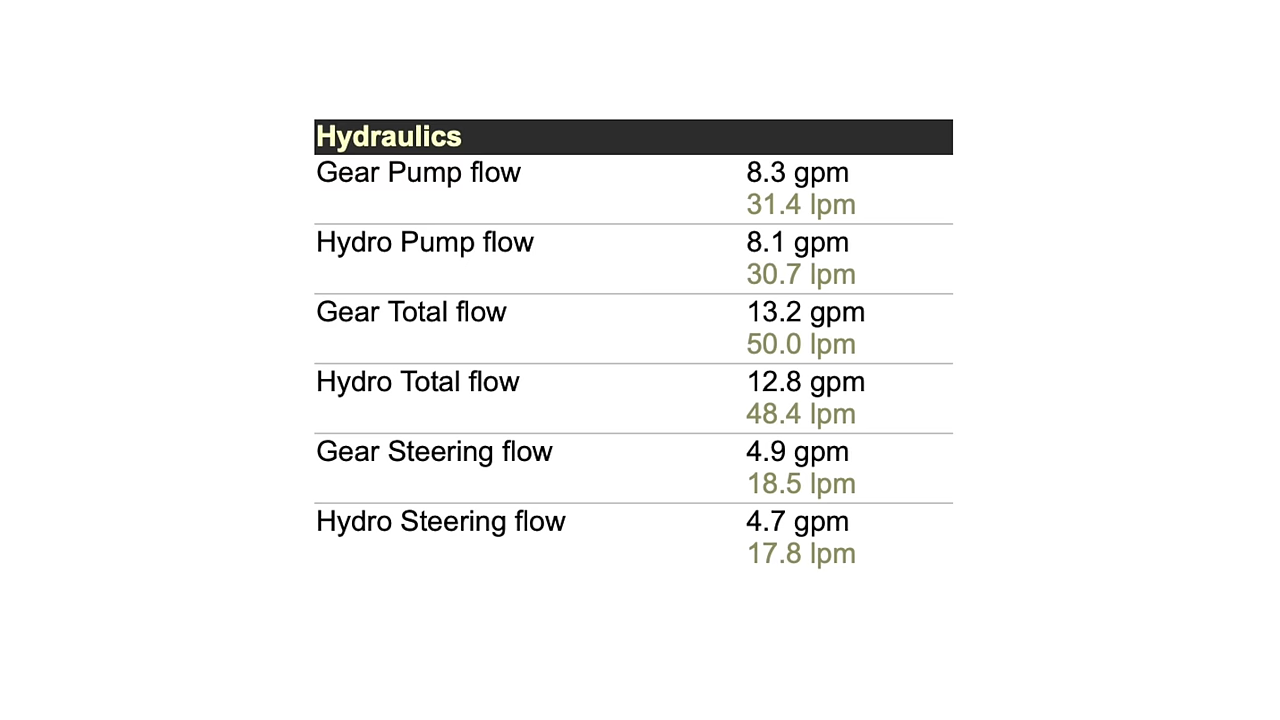 Hydraulics
Gear Pump flow 8.3 gpm
31.4 lpm
Hydro Pump flow 8.1 gpm
30.7 lpm
Gear Total flow 13.2 gpm
50.0 lpm
Hydro Total flow 12.8 gpm
48.4 lpm
Gear Steering flow 4.9 gpm
18.5 lpm
Hydro Steering flow 4.7 gpm
17.8 lpm